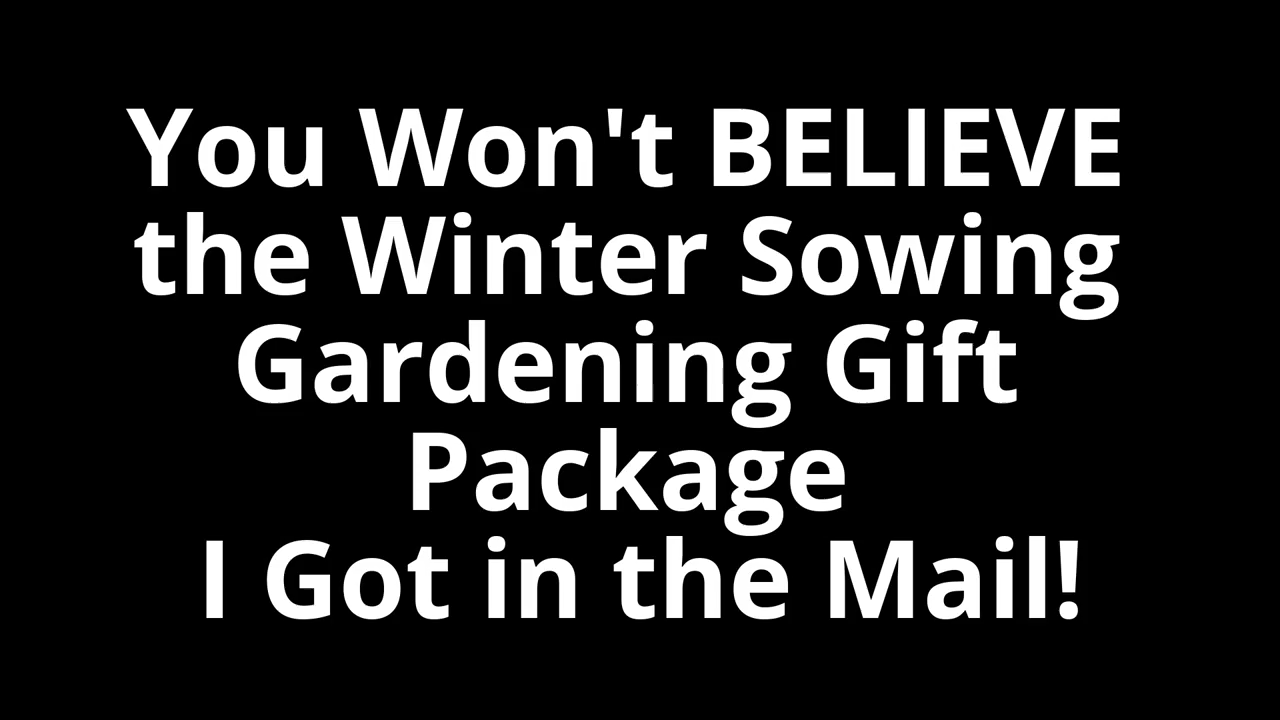 You Won't BELIEVE
the Winter Sowing
Gardening Gift
Package
I Got in the Mail!